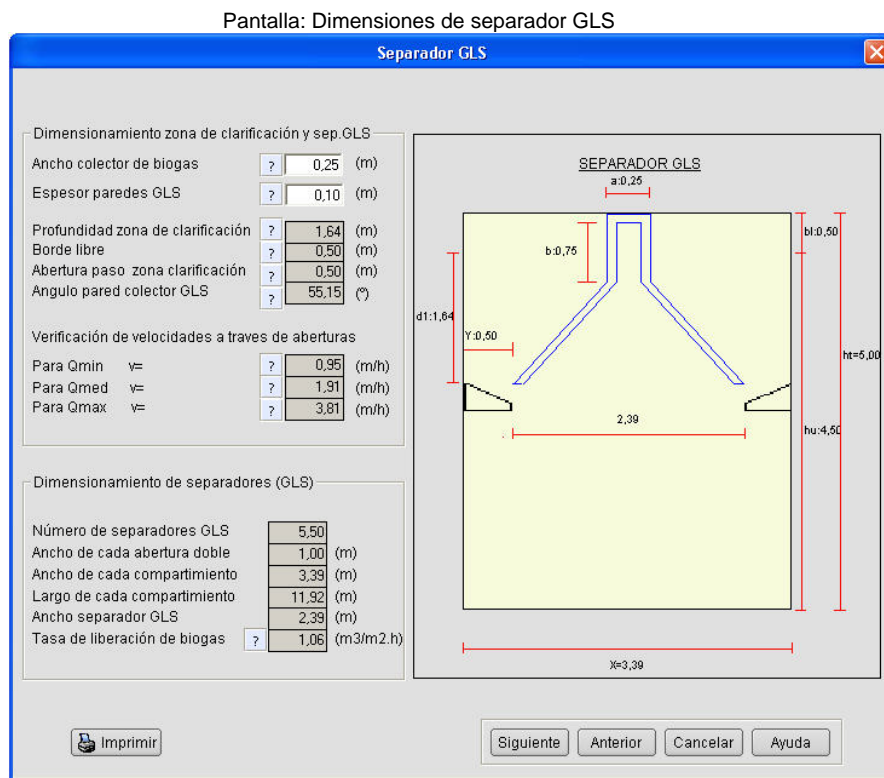 Pantalla: Dimensiones de separador GLS
Separador GLS
Dimensionamiento zona de clarificación y sep.GLS
Ancho colector de biogas ? 0,25 (m)
Espesor paredes GLS ? 0,10 (m)
Profundidad zona de clarificación ? 1,64 (m)
Borde libre ? 0,50 (m)
Abertura paso zona clarificación ? 0,50 (m)
Angulo pared colector GLS ? 55,15 (º)
Verificación de velocidades a traves de aberturas
Para Qmin v= ? 0,95 (m/h)
Para Qmed v= ? 1,91 (m/h)
Para Qmax v= ? 3,81 (m/h)
Dimensionamiento de separadores (GLS)
Número de separadores GLS 5,50
Ancho de cada abertura doble 1,00 (m)
Ancho de cada compartimiento 3,39 (m)
Largo de cada compartimiento 11,92 (m)
Ancho separador GLS 2,39 (m)
Tasa de liberación de biogas ? 1,06 (m3/m2.h)
SEPARADOR GLS
a:0,25
bl:0,50
b:0,75
d1:1,64
Y:0,50
ht=5,00
2,39
hu:4,50
X=3,39
Imprimir
Siguiente Anterior Cancelar Ayuda